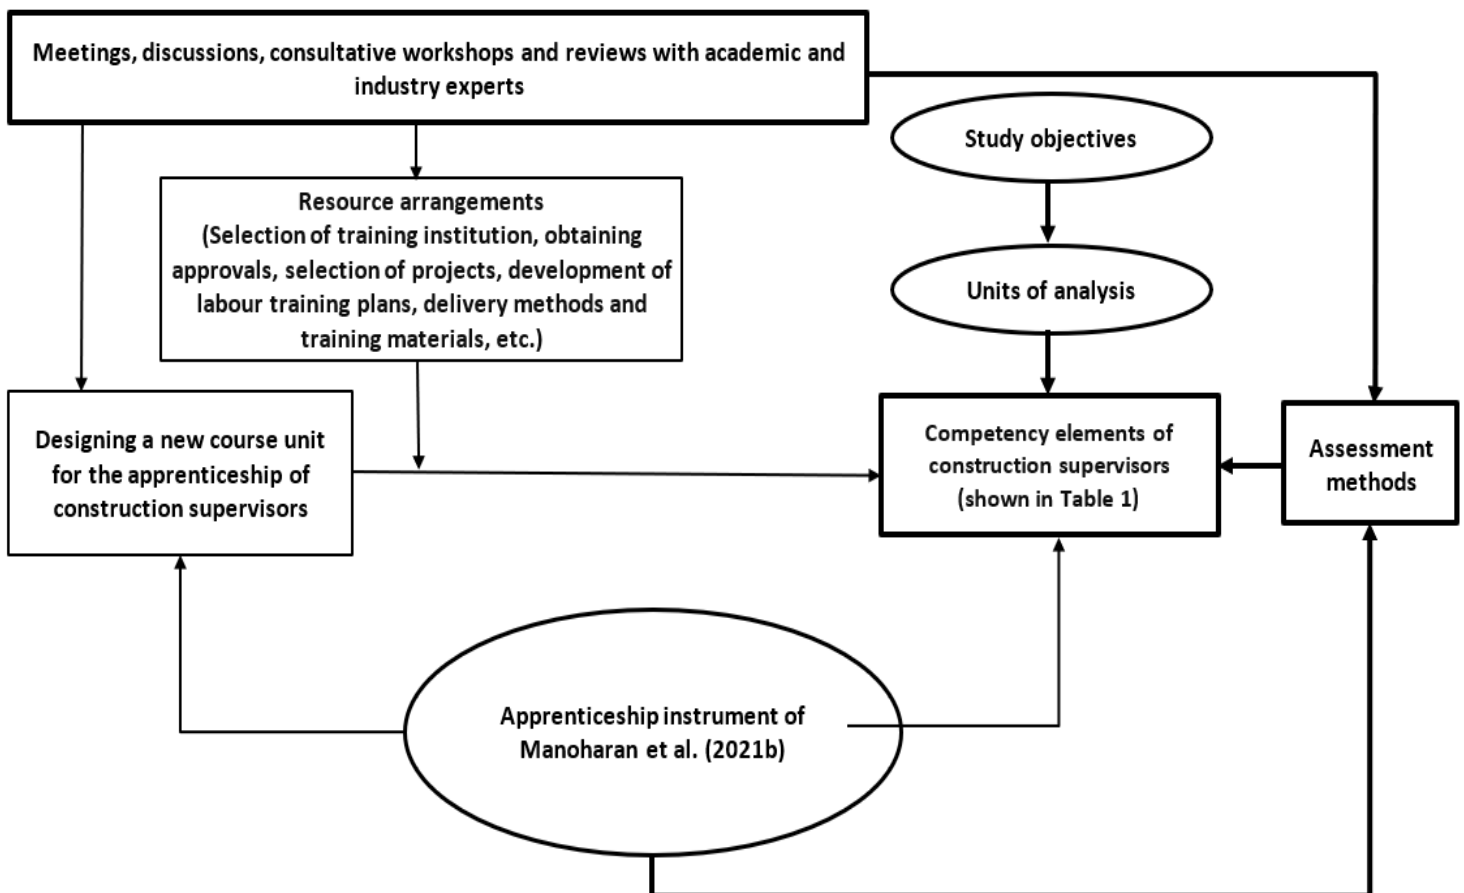 Meetings, discussions, consultative workshops and reviews with academic and
industry experts
Study objectives
Resource arrangements
(Selection of training institution, obtaining
approvals, selection of projects, development of
labour training plans, delivery methods and
training materials, etc.)
Units of analysis
Designing a new course unit
for the apprenticeship of
construction supervisors
Competency elements of
construction supervisors
(shown in Table 1)
Assessment
methods
Apprenticeship instrument of
Manoharan et al. (2021b)